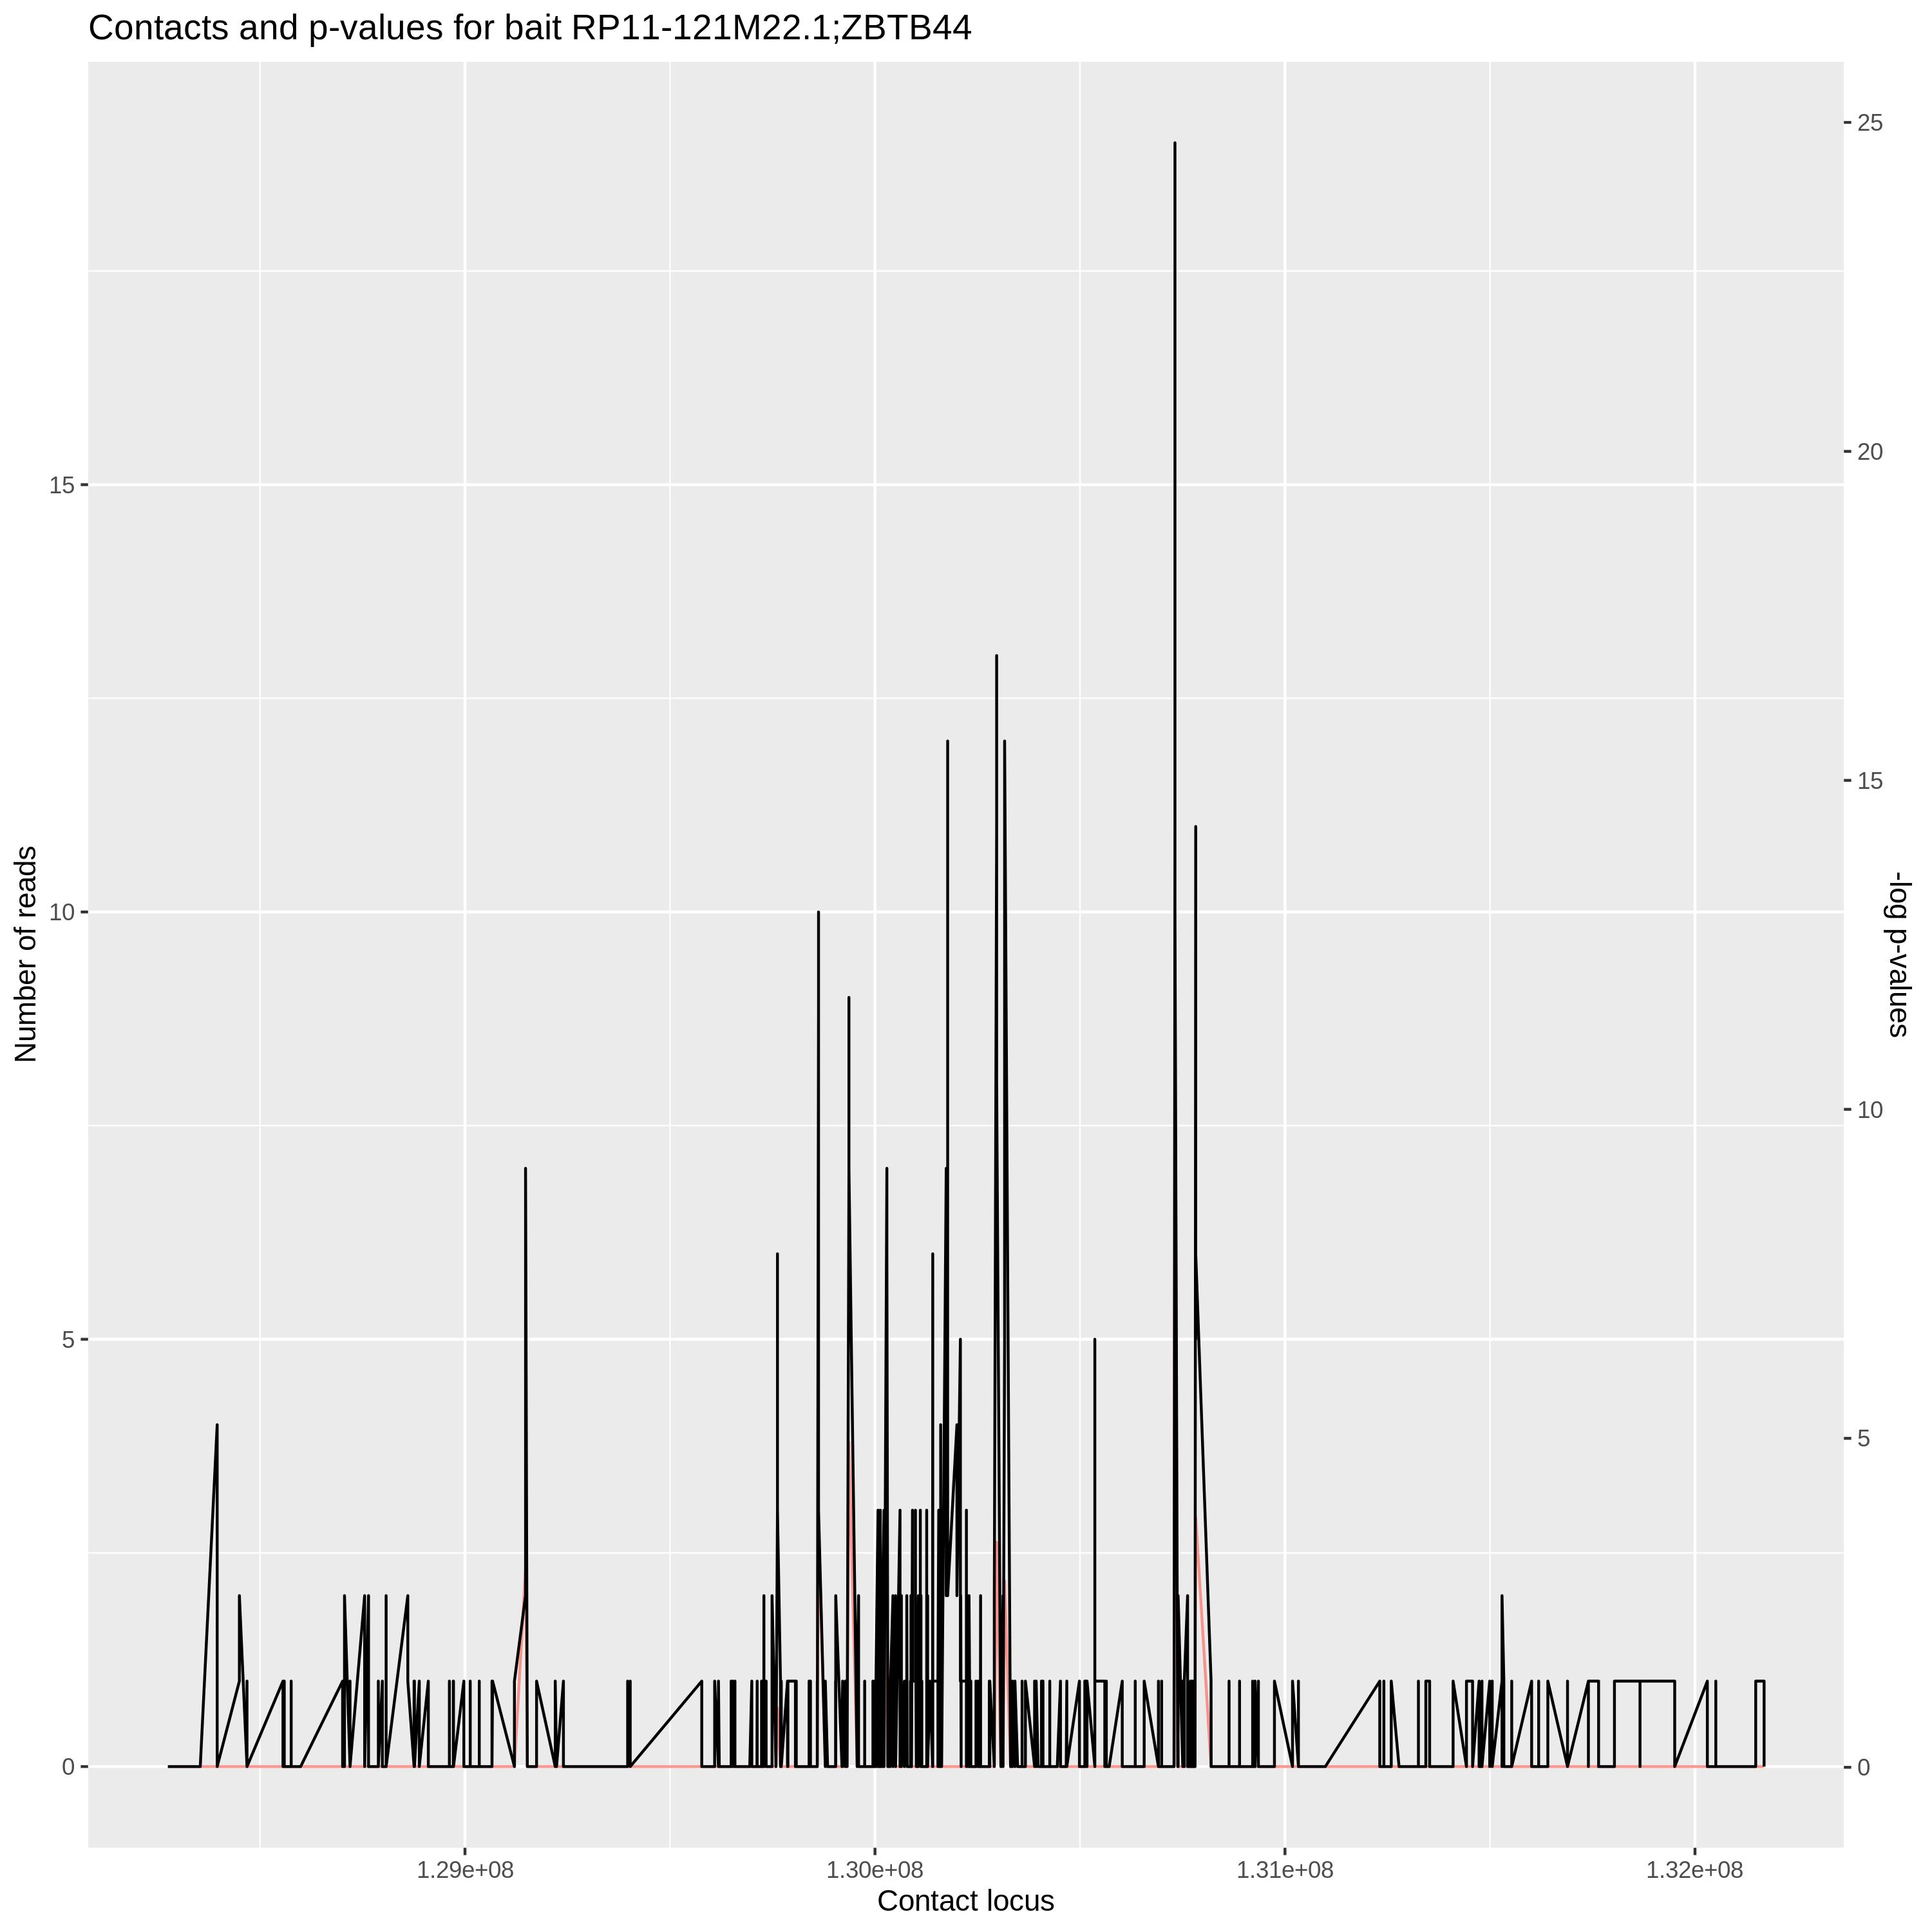 Contacts and p-values for bait RP11-121M22.1;ZBTB44
Number of reads
15
10
5
0
25
20
15
10
5
0
-log p-values
1.29e+08
1.30e+08
1.31e+08
1.32e+08
Contact locus